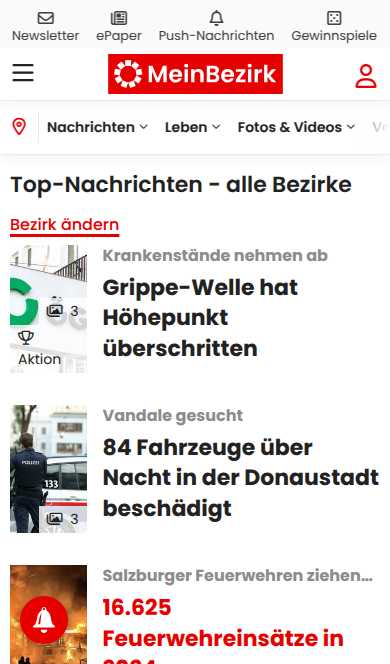 Newsletter ePaper Push-Nachrichten Gewinnspiele
MeinBezirk
Nachrichten Leben Fotos & Videos
Top-Nachrichten - alle Bezirke
Bezirk ändern
Krankenstände nehmen ab
Grippe-Welle hat
Höhepunkt
überschritten
3
Aktion
Vandale gesucht
84 Fahrzeuge über
Nacht in der Donaustadt
beschädigt
POLIZEI
133
3
Salzburger Feuerwehren ziehen...
16.625
Feuerwehreinsätze in
2024